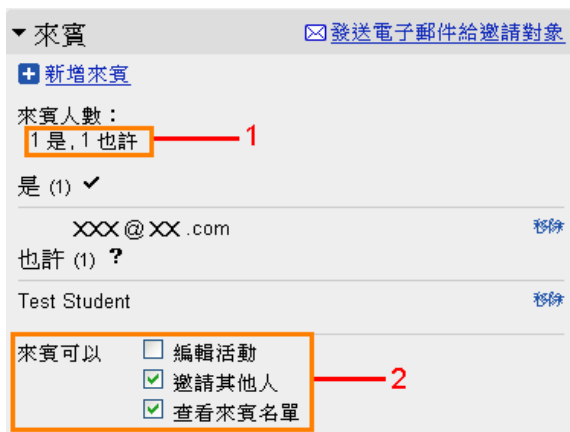 ▼來賓 發送電子郵件給邀請對象
新增來賓
來賓人數：
1 是, 1 也許 1
是 (1) ✔
XXX @ XX .com 移除
也許 (1) ?
Test Student 移除
來賓可以 編輯活動
邀請其他人 2
查看來賓名單